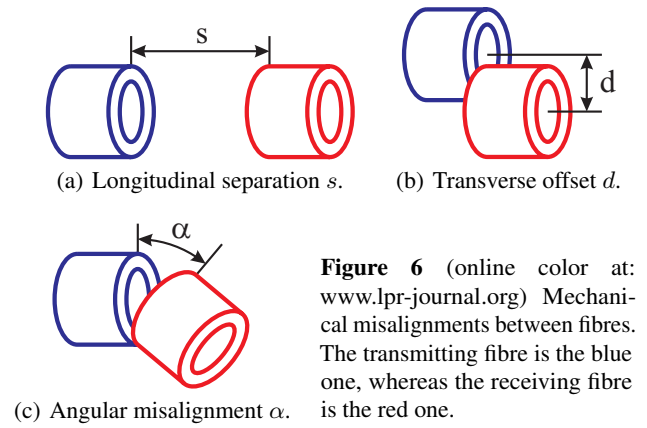 s
d
(a) Longitudinal separation s.
(b) Transverse offset d.
α
(c) Angular misalignment α.
Figure 6 (online color at:
www.lpr-journal.org) Mechani-
cal misalignments between fibres.
The transmitting fibre is the blue
one, whereas the receiving fibre
is the red one.